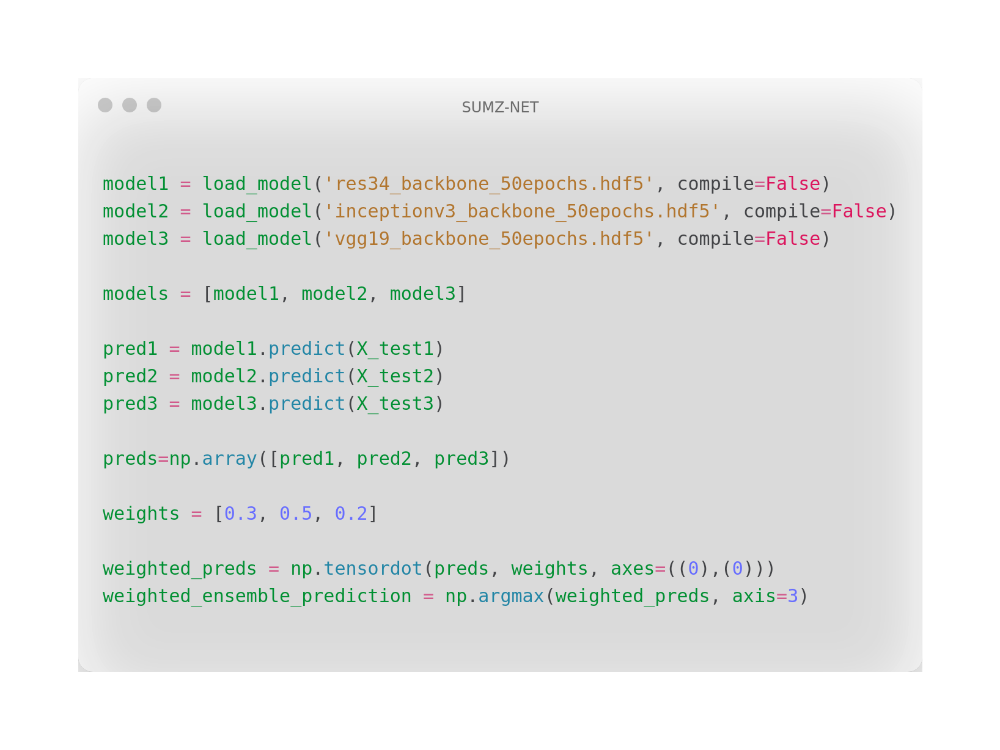 SUMZ-NET
model1 = load_model('res34_backbone_50epochs.hdf5', compile=False)
model2 = load_model('inceptionv3_backbone_50epochs.hdf5', compile=False)
model3 = load_model('vgg19_backbone_50epochs.hdf5', compile=False)
models = [model1, model2, model3]
pred1 = model1.predict(X_test1)
pred2 = model2.predict(X_test2)
pred3 = model3.predict(X_test3)
preds=np.array([pred1, pred2, pred3])
weights = [0.3, 0.5, 0.2]
weighted_preds = np.tensordot(preds, weights, axes=((0),(0)))
weighted_ensemble_prediction = np.argmax(weighted_preds, axis=3)